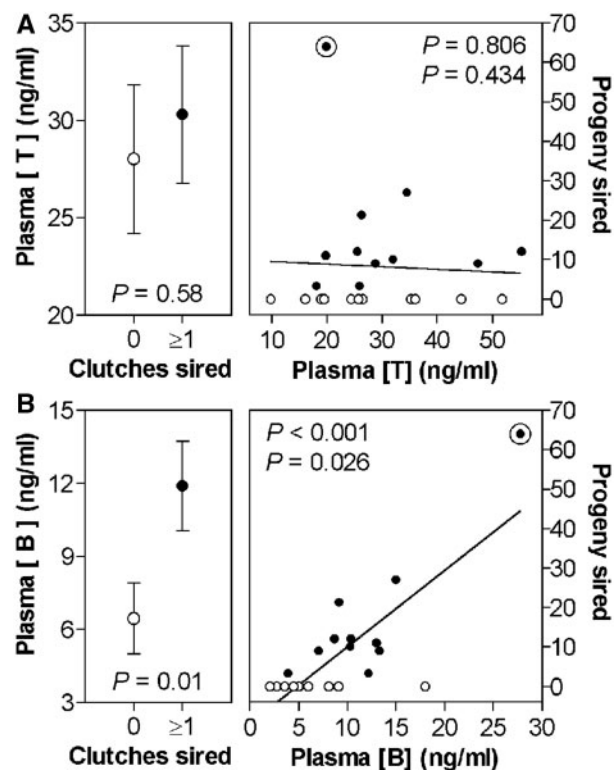 A
35
30
25
20
Plasma [ T ] (ng/ml)
P = 0.58
0 ≥1
Clutches sired
P = 0.806
P = 0.434
70
60
50
40
30
20
10
0
Progeny sired
10 20 30 40 50
Plasma [T] (ng/ml)
B
15
12
9
6
3
Plasma [ B ] (ng/ml)
P = 0.01
0 ≥1
Clutches sired
P < 0.001
P = 0.026
70
60
50
40
30
20
10
0
Progeny sired
0 5 10 15 20 25 30
Plasma [B] (ng/ml)